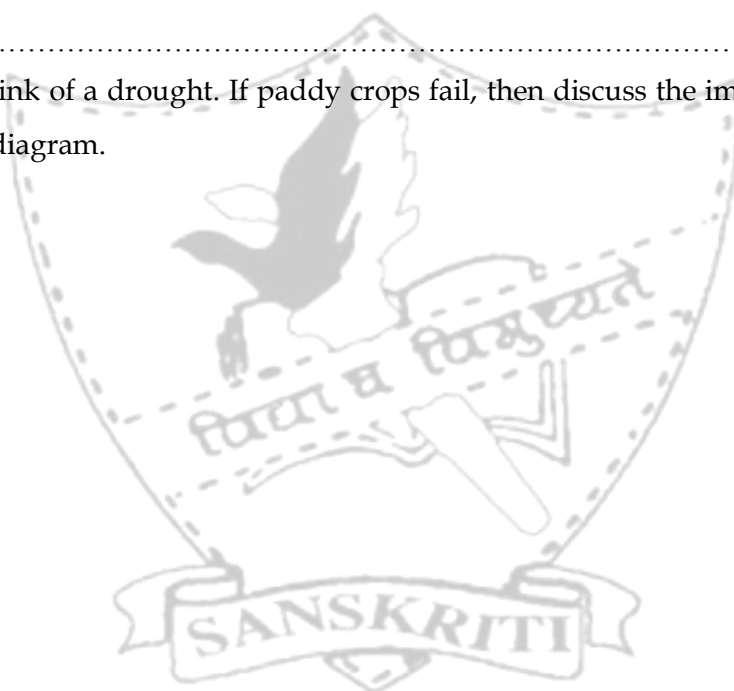 ……………………………………………………………………………
ink of a drought. If paddy crops fail, then discuss the im
diagram.
विद्या च विमुच्यते
SANSKRITI